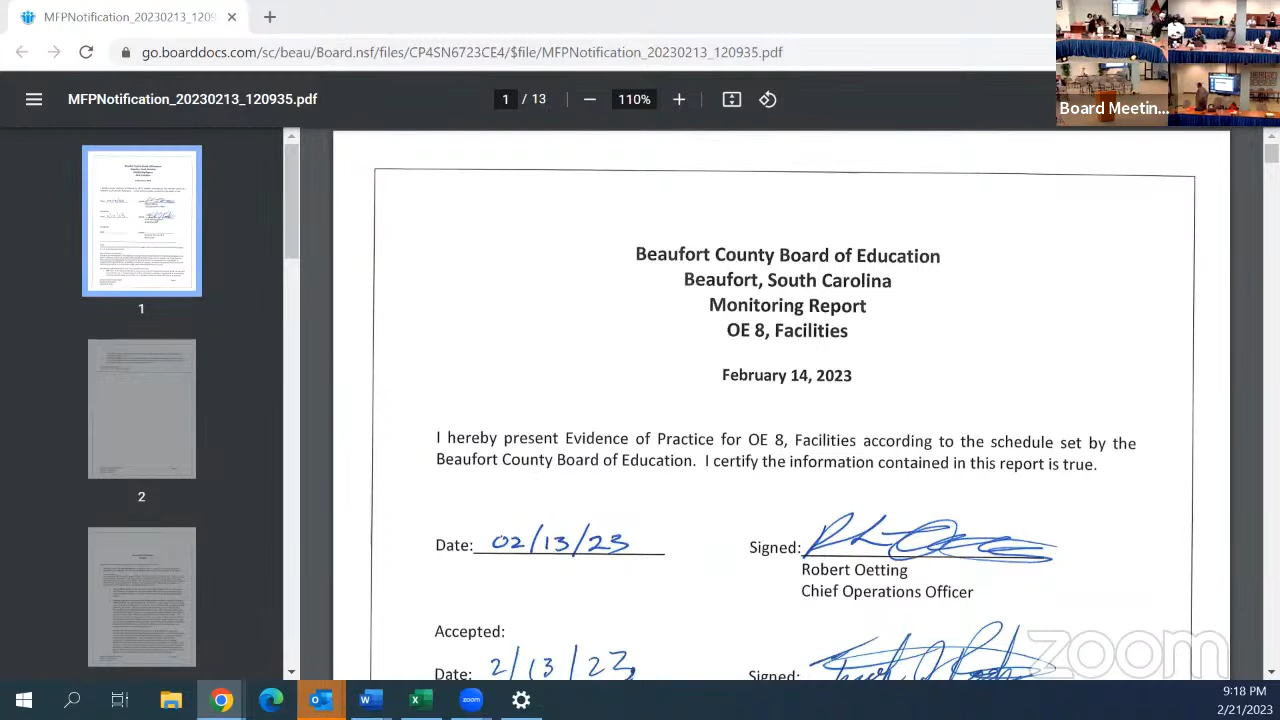 MFPNotification_20230213_1209
go.boarddocs.com/sc/beau/Board.nsf/files/
MFPNotification_20230213_120935.pdf
MFPNotification_20230213_120935.pdf
1 / 13
110%
Board Meetin...
1
2
Beaufort County Board of Education
Beaufort, South Carolina
Monitoring Report
OE 8, Facilities
February 14, 2023
I hereby present Evidence of Practice for OE 8, Facilities according to the schedule set by the
Beaufort County Board of Education. I certify the information contained in this report is true.
Date: 02/13/23
Signed:
Robert Oetting
Chief Operations Officer
Accepted:
Date: 2/13/23
Signed:
zoom
zoom
9:18 PM
2/21/2023